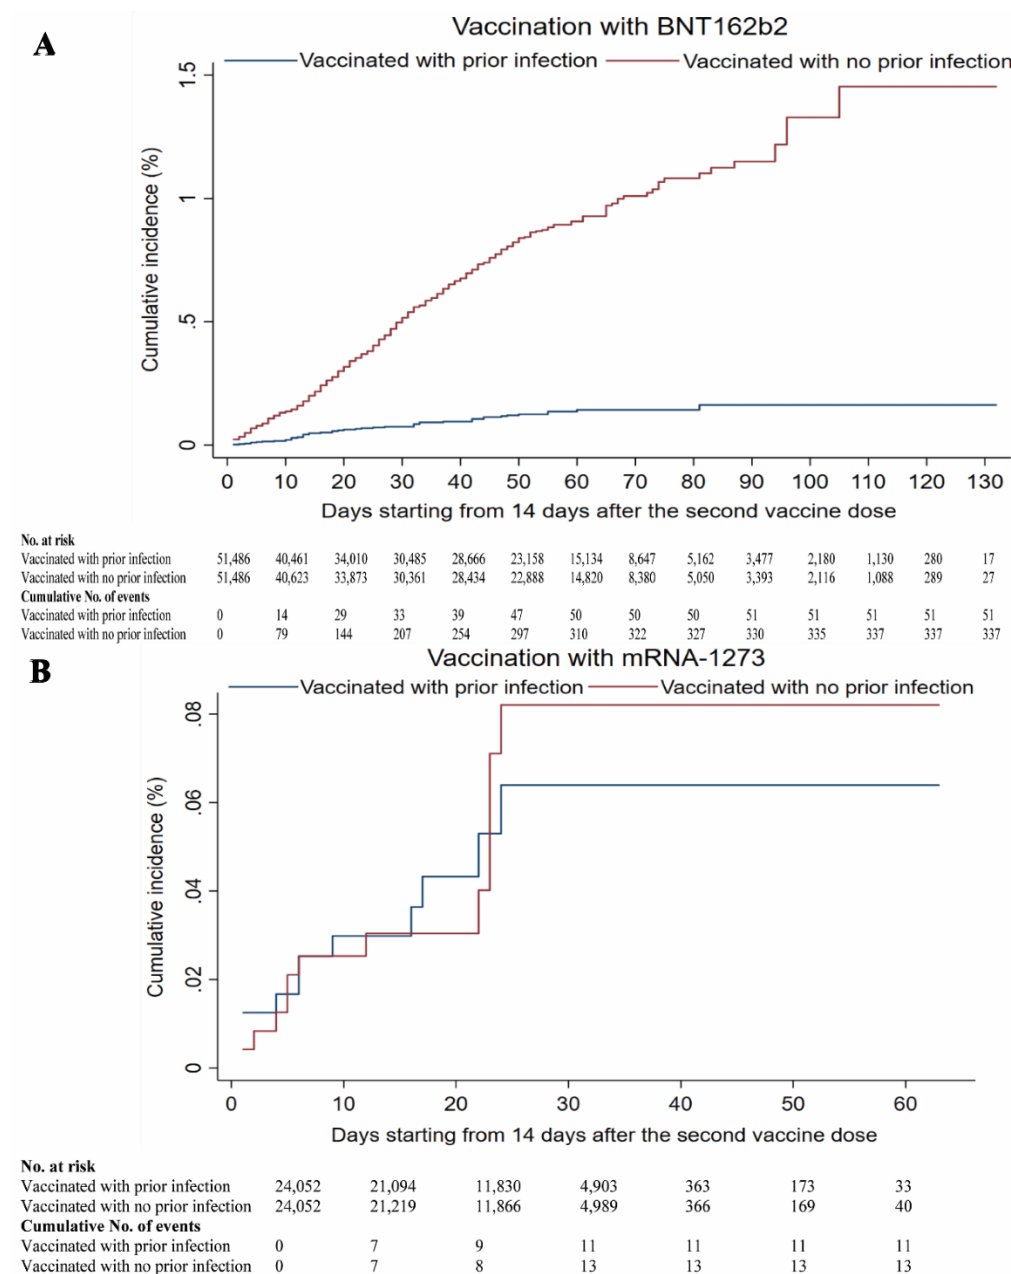 A
Vaccination with BNT162b2
Vaccinated with prior infection Vaccinated with no prior infection
Cumulative incidence (%)
1.5
1
.5
0
0 10 20 30 40 50 60 70 80 90 100 110 120 130
Days starting from 14 days after the second vaccine dose
No. at risk
Vaccinated with prior infection 51,486 40,461 34,010 30,485 28,666 23,158 15,134 8,647 5,162 3,477 2,180 1,130 280 17
Vaccinated with no prior infection 51,486 40,623 33,873 30,361 28,434 22,888 14,820 8,380 5,050 3,393 2,116 1,088 289 27
Cumulative No. of events
Vaccinated with prior infection 0 14 29 33 39 47 50 50 50 51 51 51 51 51
Vaccinated with no prior infection 0 79 144 207 254 297 310 322 327 330 335 337 337 337
B
Vaccination with mRNA-1273
Vaccinated with prior infection Vaccinated with no prior infection
Cumulative incidence (%)
.08
.06
.04
.02
0
0 10 20 30 40 50 60
Days starting from 14 days after the second vaccine dose
No. at risk
Vaccinated with prior infection 24,052 21,094 11,830 4,903 363 173 33
Vaccinated with no prior infection 24,052 21,219 11,866 4,989 366 169 40
Cumulative No. of events
Vaccinated with prior infection 0 7 9 11 11 11 11
Vaccinated with no prior infection 0 7 8 13 13 13 13